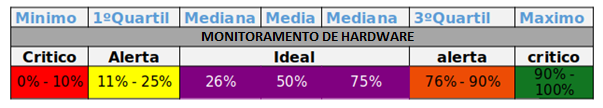 Minimo 1ºQuartil Mediana Media Mediana 3ºQuartil Maximo
MONITORAMENTO DE HARDWARE
Critico Alerta Ideal alerta critico
0% - 10% 11% - 25% 26% 50% 75% 76% - 90% 90% -
100%